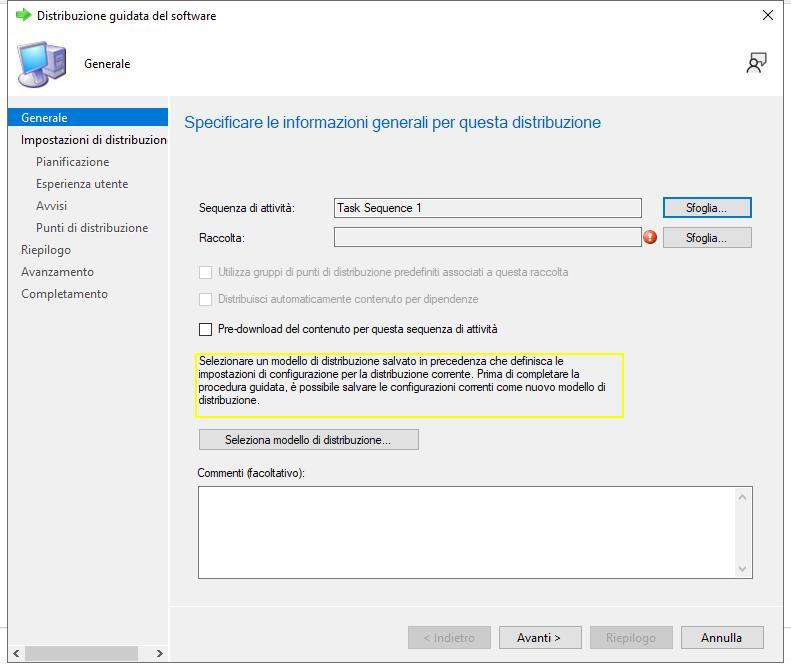 Distribuzione guidata del software
Generale
Generale
Impostazioni di distribuzion
Pianificazione
Esperienza utente
Avvisi
Punti di distribuzione
Riepilogo
Avanzamento
Completamento
Specificare le informazioni generali per questa distribuzione
Sequenza di attività: Task Sequence 1 Sfoglia...
Raccolta: Sfoglia...
Utilizza gruppi di punti di distribuzione predefiniti associati a questa raccolta
Distribuisci automaticamente contenuto per dipendenze
Pre-download del contenuto per questa sequenza di attività
Selezionare un modello di distribuzione salvato in precedenza che definisca le
impostazioni di configurazione per la distribuzione corrente. Prima di completare la
procedura guidata, è possibile salvare le configurazioni correnti come nuovo modello di
distribuzione.
Seleziona modello di distribuzione...
Commenti (facoltativo):
< Indietro Avanti > Riepilogo Annulla